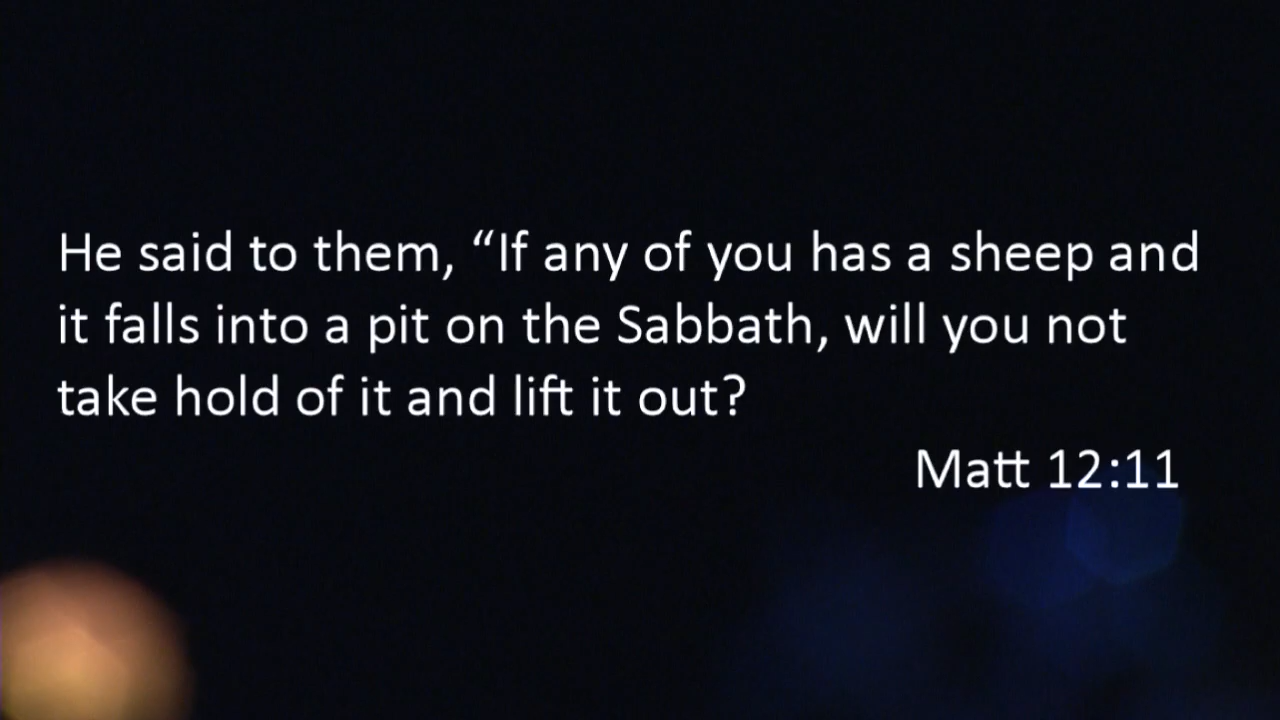 He said to them, “If any of you has a sheep and
it falls into a pit on the Sabbath, will you not
take hold of it and lift it out?
Matt 12:11